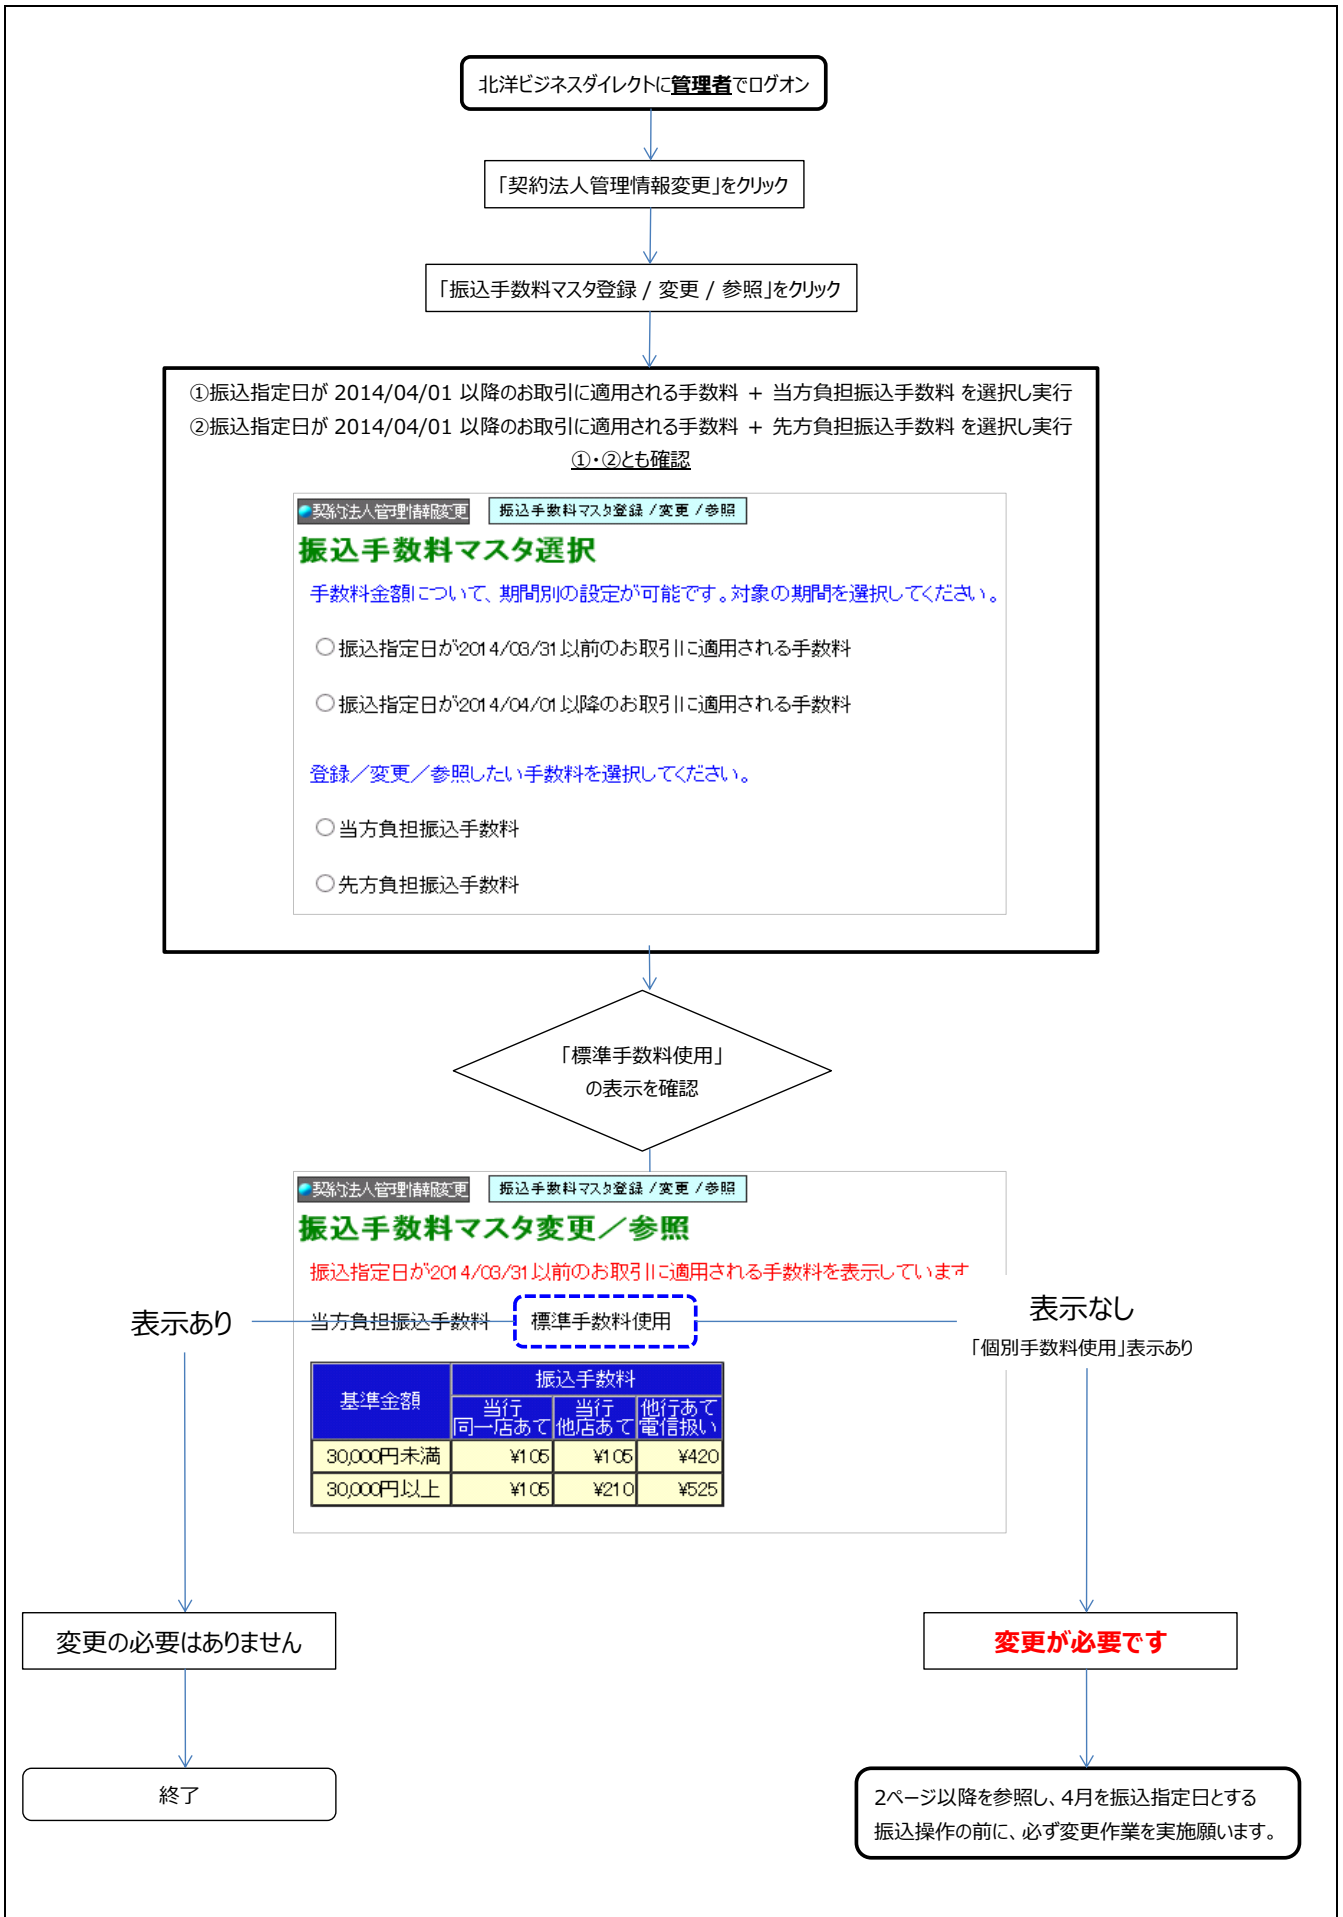 北洋ビジネスダイレクトに管理者でログオン
「契約法人管理情報変更」をクリック
「振込手数料マスタ登録 / 変更 / 参照」をクリック
①振込指定日が 2014/04/01 以降のお取引に適用される手数料 + 当方負担振込手数料 を選択し実行
②振込指定日が 2014/04/01 以降のお取引に適用される手数料 + 先方負担振込手数料 を選択し実行
①・②とも確認
契約法人管理情報変更 振込手数料マスタ登録 / 変更 / 参照
振込手数料マスタ選択
手数料金額について、期間別の設定が可能です。対象の期間を選択してください。
振込指定日が2014/03/31以前のお取引に適用される手数料
振込指定日が2014/04/01以降のお取引に適用される手数料
登録／変更／参照したい手数料を選択してください。
当方負担振込手数料
先方負担振込手数料
「標準手数料使用」
の表示を確認
契約法人管理情報変更 振込手数料マスタ登録 / 変更 / 参照
振込手数料マスタ変更／参照
振込指定日が2014/03/31以前のお取引に適用される手数料を表示しています
表示あり 当方負担振込手数料 標準手数料使用 表示なし
「個別手数料使用」表示あり
基準金額 振込手数料
当行同一店あて 当行他店あて 他行あて電信扱い
30,000円未満 ¥105 ¥105 ¥420
30,000円以上 ¥105 ¥210 ¥525
変更の必要はありません 変更が必要です
終了
2ページ以降を参照し、4月を振込指定日とする
振込操作の前に、必ず変更作業を実施願います。